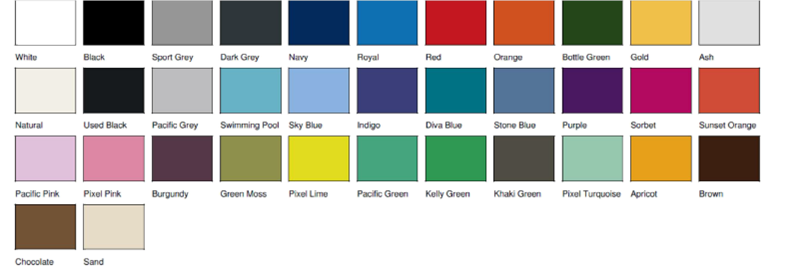 White Black Sport Grey Dark Grey Navy Royal Red Orange Bottle Green Gold Ash
Natural Used Black Pacific Grey Swimming Pool Sky Blue Indigo Diva Blue Stone Blue Purple Sorbet Sunset Orange
Pacific Pink Pixel Pink Burgundy Green Moss Pixel Lime Pacific Green Kelly Green Khaki Green Pixel Turquoise Apricot Brown
Chocolate Sand